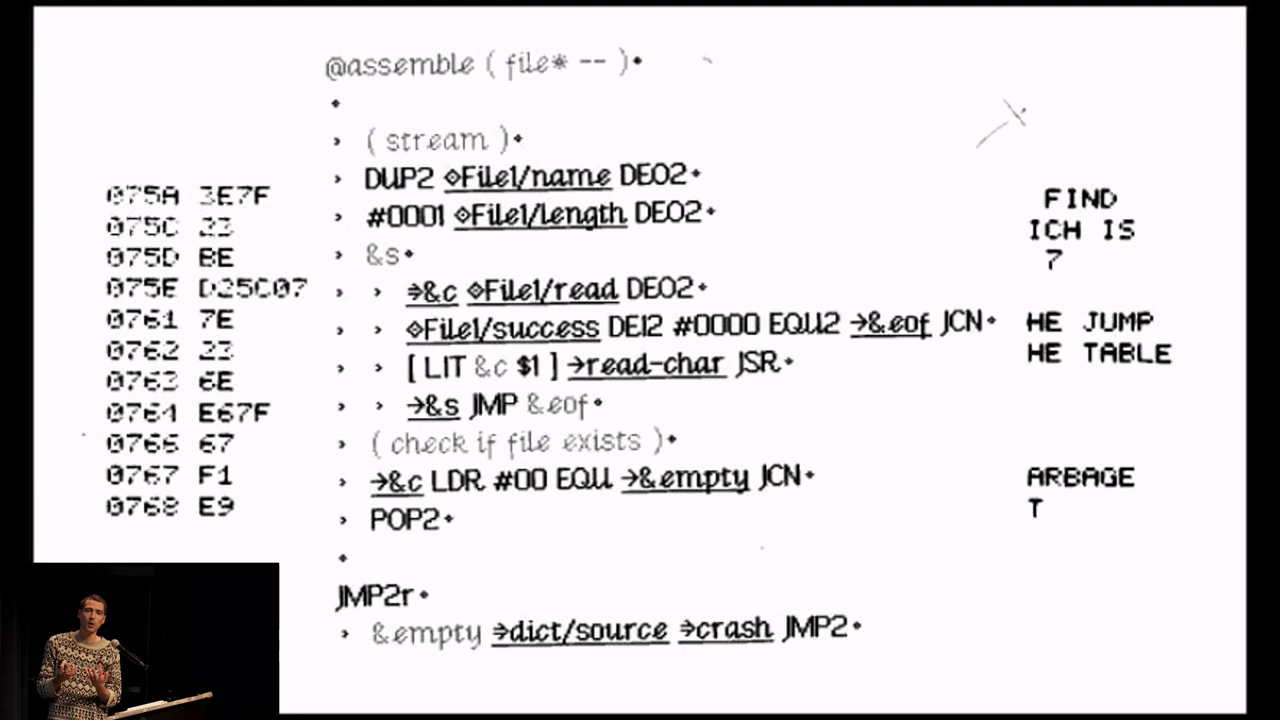 @assemble ( file* -- )
( stream )
DUP2 ⋄File1/name DEO2
075A 3E7F
FIND
#0001 ⋄File1/length DEO2
075C 23
ICH IS
&s
075D BE
7
075E D25C07
⇒&c ⋄File1/read DEO2
0761 7E
⋄File1/success DEI2 #0000 EQU2 →&eof JCN
HE JUMP
0762 23
[ LIT &c $1 ] →read-char JSR
HE TABLE
0763 6E
0764 E67F
→&s JMP &eof
0766 67
( check if file exists )
0767 F1
→&c LDR #00 EQU →&empty JCN
ARBAGE
0768 E9
POP2
T
JMP2r
&empty ⇒dict/source ⇒crash JMP2